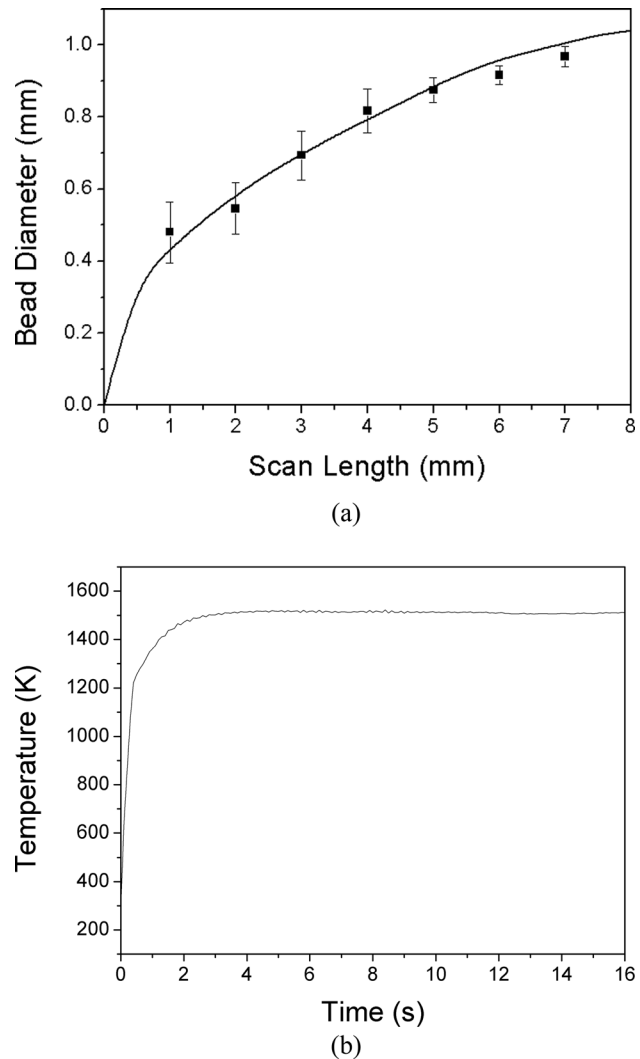 1.0
0.8
0.6
0.4
0.2
0.0
Bead Diameter (mm)
0 1 2 3 4 5 6 7 8
Scan Length (mm)
(a)
1600
1400
1200
1000
800
600
400
200
Temperature (K)
0 2 4 6 8 10 12 14 16
Time (s)
(b)